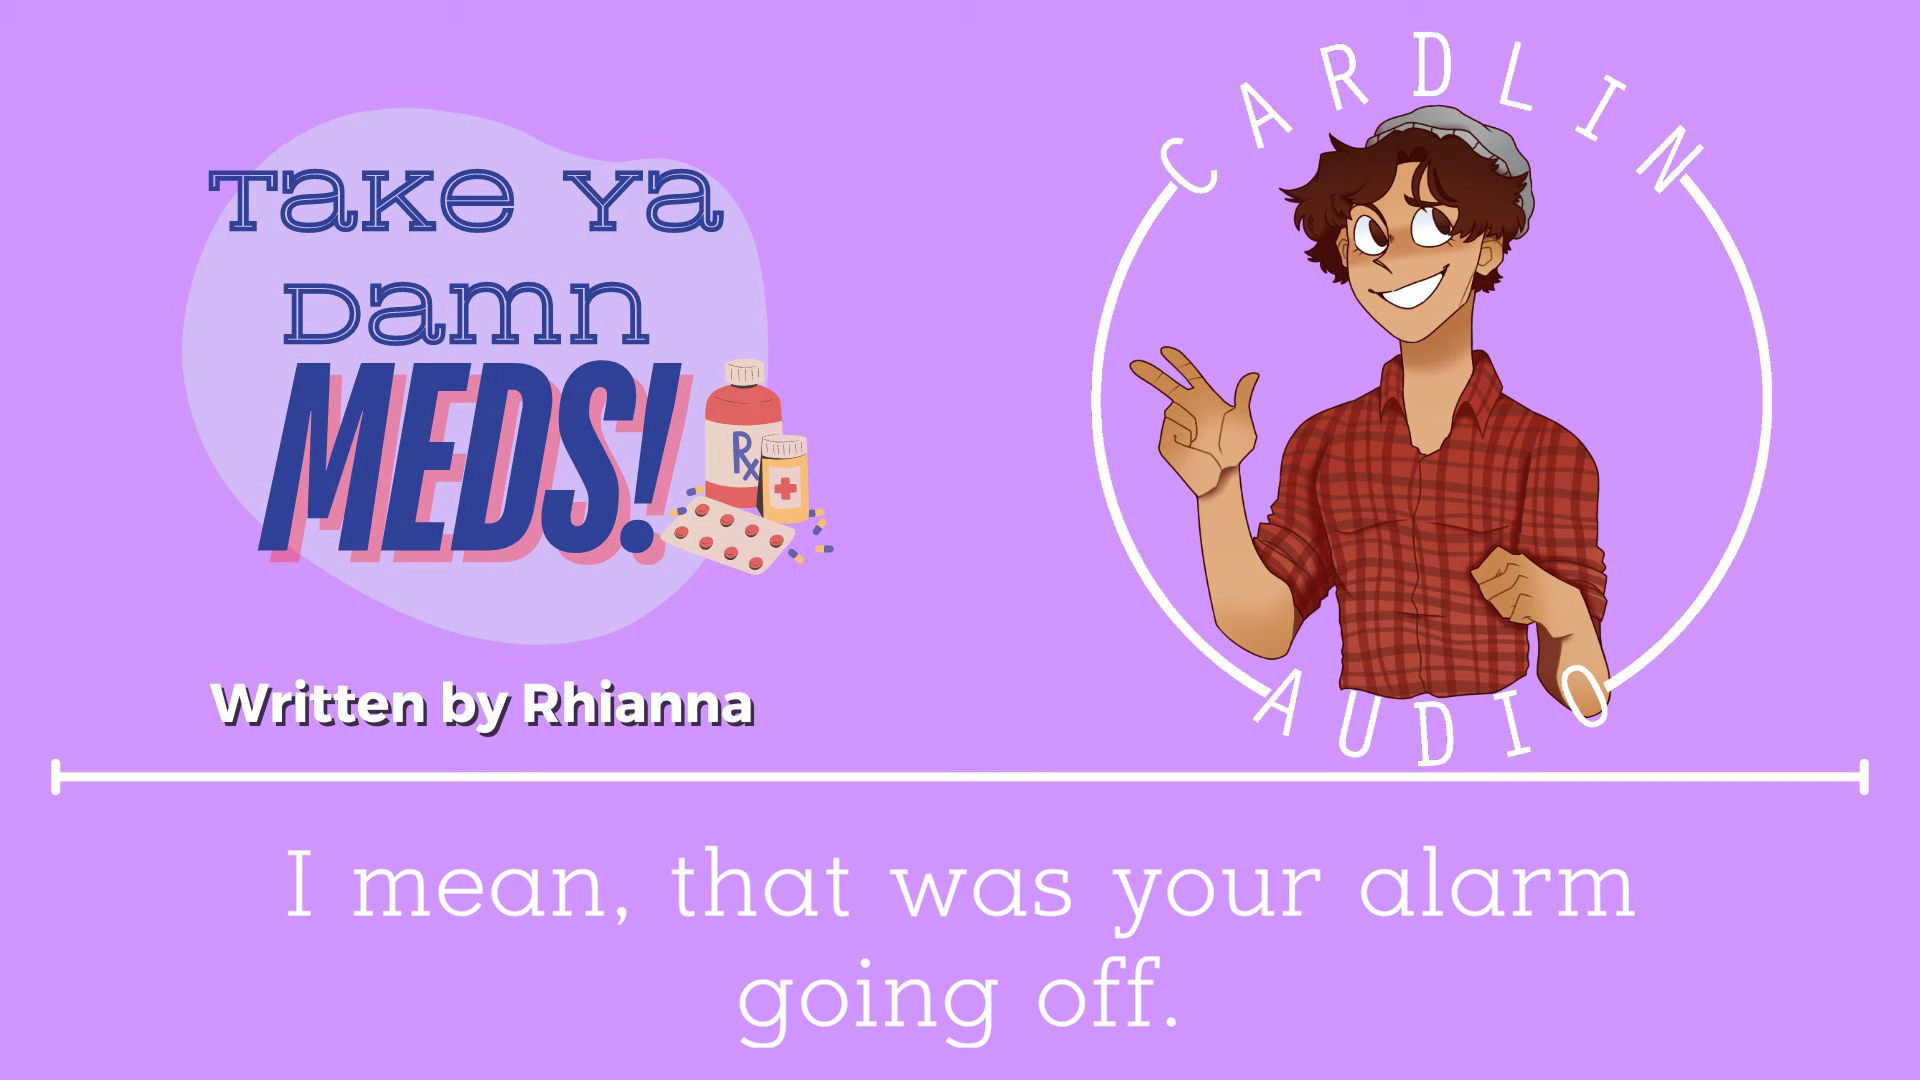 Take Ya
Damn
MEDS!
Rx
Written by Rhianna
CARDLIN
AUDIO
I mean, that was your alarm
going off.